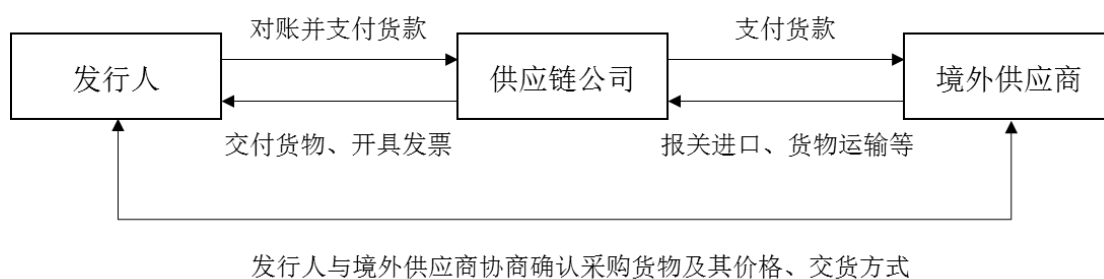 对账并支付货款
支付货款
发行人
供应链公司
境外供应商
交付货物、开具发票
报关进口、货物运输等
发行人与境外供应商协商确认采购货物及其价格、交货方式